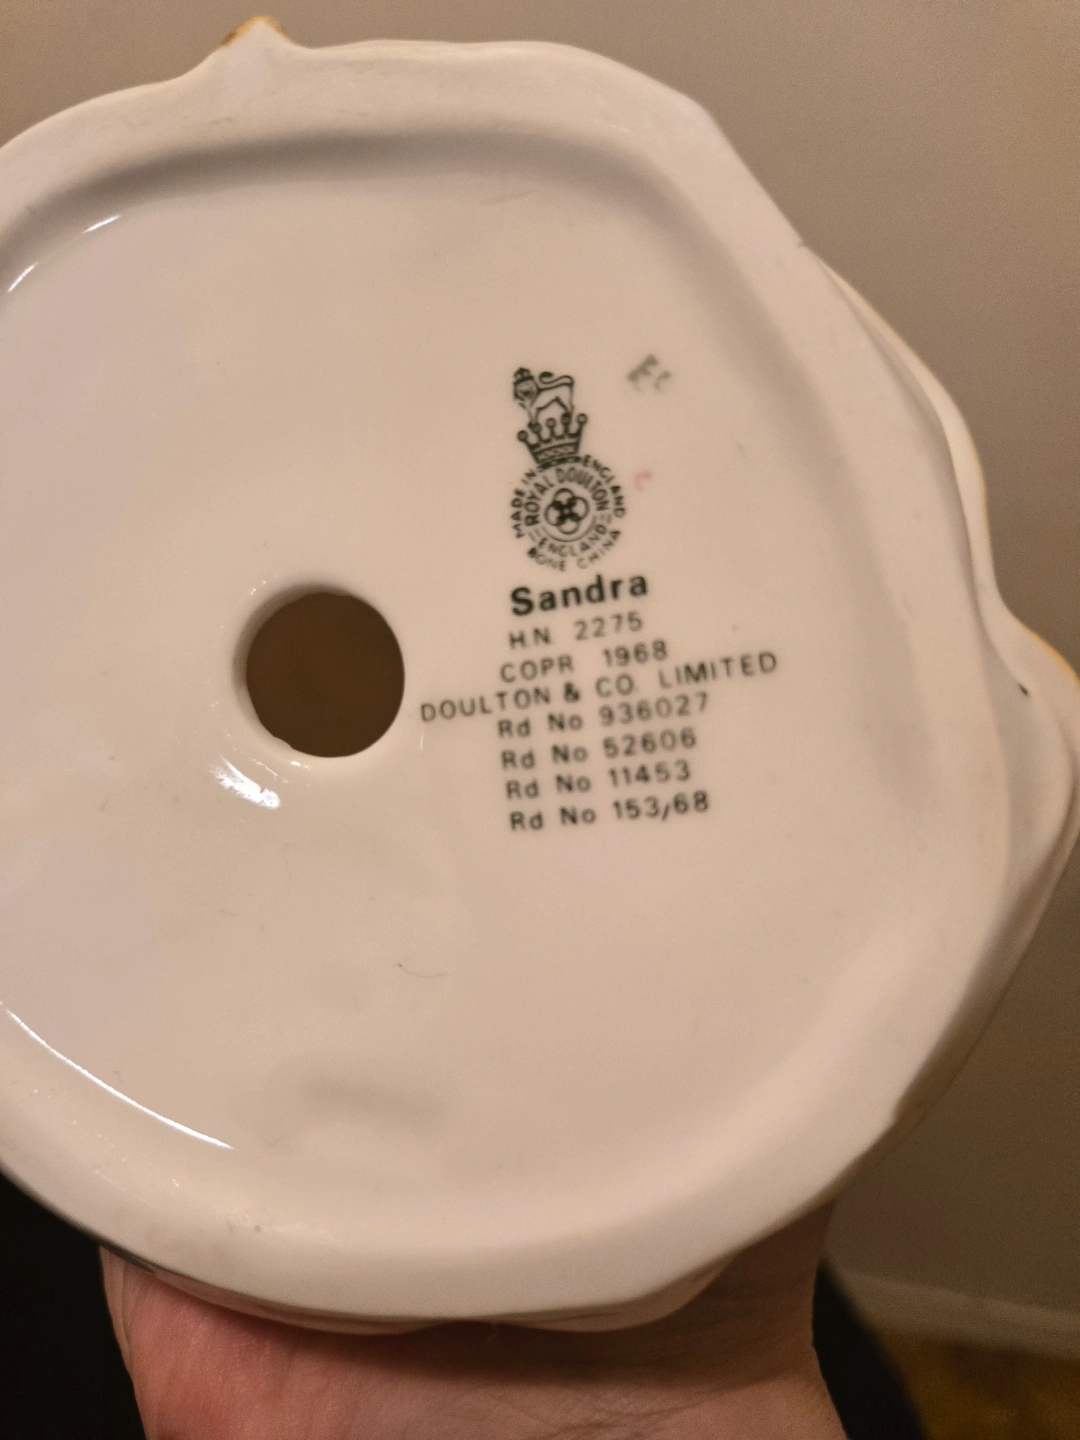 EC
MADE IN ENGLAND
ROYAL DOULTON
ENGLAND
BONE CHINA
Sandra
H.N. 2275
COPR 1968
DOULTON & CO. LIMITED
Rd No 936027
Rd No 52606
Rd No 11453
Rd No 153/68